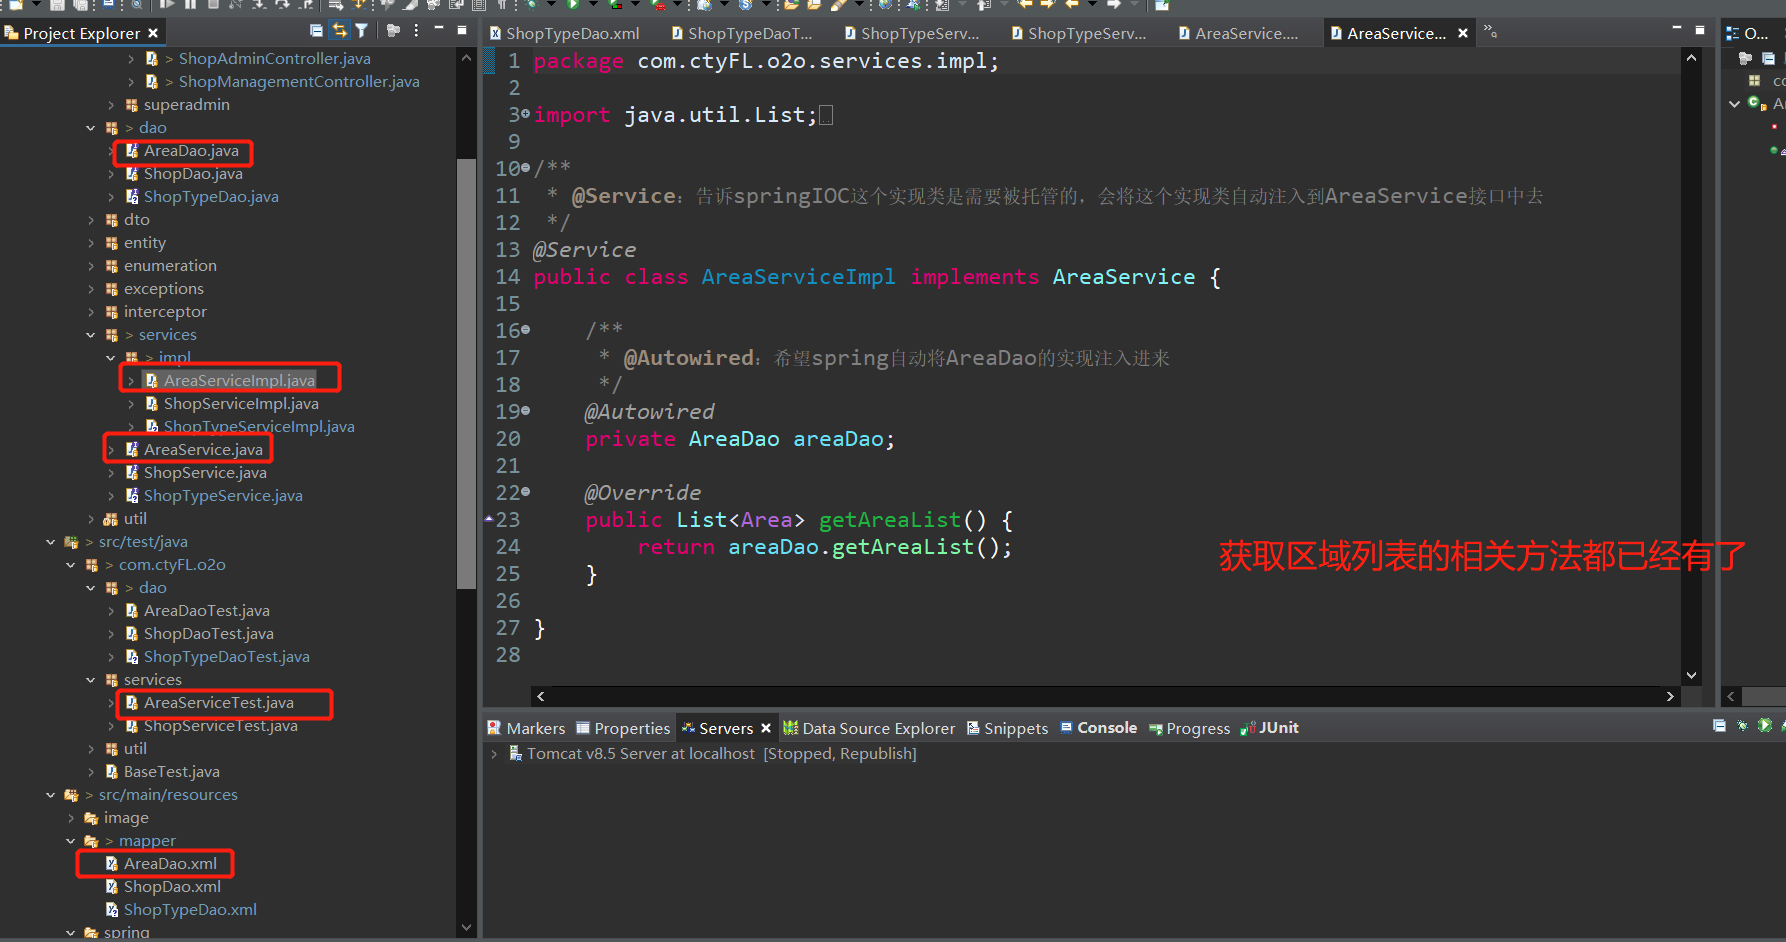 Project Explorer
ShopAdminController.java
> ShopManagementController.java
superadmin
> dao
AreaDao.java
ShopDao.java
ShopTypeDao.java
dto
entity
enumeration
exceptions
interceptor
> services
> impl
AreaServiceImpl.java
ShopServiceImpl.java
ShopTypeServiceImpl.java
AreaService.java
ShopService.java
ShopTypeService.java
util
> src/test/java
> com.ctyFL.o2o
> dao
AreaDaoTest.java
ShopDaoTest.java
ShopTypeDaoTest.java
services
AreaServiceTest.java
ShopServiceTest.java
util
BaseTest.java
> src/main/resources
image
> mapper
AreaDao.xml
ShopDao.xml
ShopTypeDao.xml
spring
ShopTypeDao.xml ShopTypeDaoT... ShopTypeServ... ShopTypeServ... AreaService.... AreaService...
1 package com.ctyFL.o2o.services.impl;
2
3 import java.util.List;
9
10 /**
11 * @Service：告诉springIOC这个实现类是需要被托管的，会将这个实现类自动注入到AreaService接口中去
12 */
13 @Service
14 public class AreaServiceImpl implements AreaService {
15
16 /**
17 * @Autowired：希望spring自动将AreaDao的实现注入进来
18 */
19 @Autowired
20 private AreaDao areaDao;
21
22 @Override
23 public List<Area> getAreaList() {
24 return areaDao.getAreaList();
25 }
26
27 }
28
获取区域列表的相关方法都已经有了
O...
Markers Properties Servers Data Source Explorer Snippets Console Progress JUnit
Tomcat v8.5 Server at localhost [Stopped, Republish]